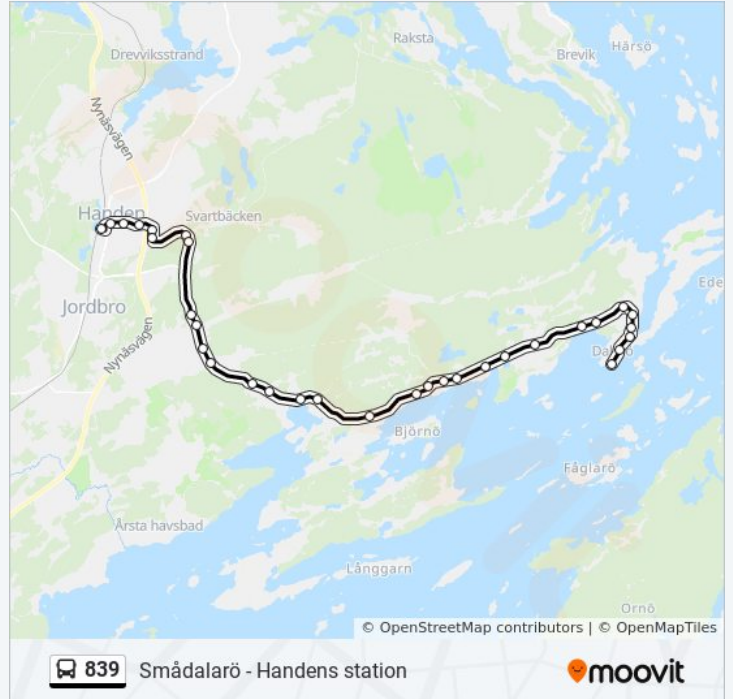 Raksta
Härsö
Drevviksstrand
Brevik
Nynäsvägen
Handen
Svartbäcken
Ede
Jordbro
Nynäsvägen
Björnö
Fåglarö
Årsta havsbad
Långgarn
Ornö
© OpenStreetMap contributors | © OpenMapTiles
839 Smådalarö - Handens station
moovit